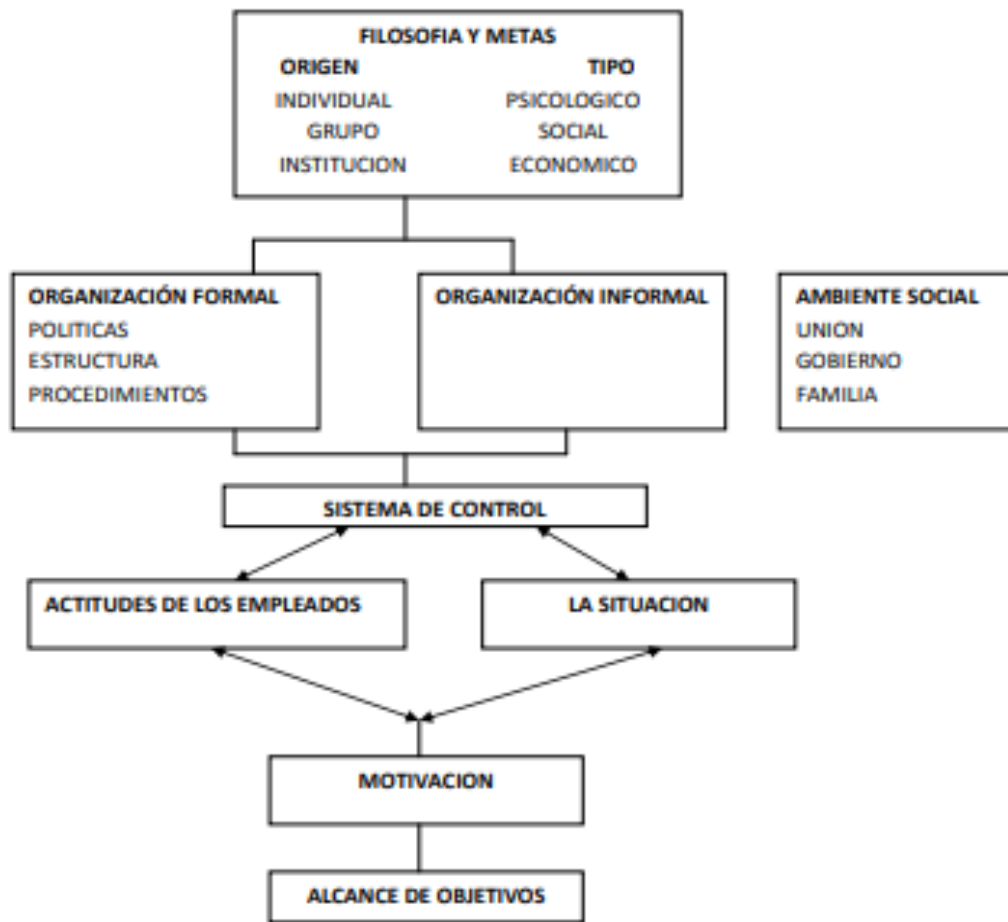 FILOSOFIA Y METAS
ORIGEN TIPO
INDIVIDUAL PSICOLOGICO
GRUPO SOCIAL
INSTITUCION ECONOMICO
ORGANIZACIÓN FORMAL
POLITICAS
ESTRUCTURA
PROCEDIMIENTOS
ORGANIZACIÓN INFORMAL
AMBIENTE SOCIAL
UNION
GOBIERNO
FAMILIA
SISTEMA DE CONTROL
ACTITUDES DE LOS EMPLEADOS
LA SITUACION
MOTIVACION
ALCANCE DE OBJETIVOS